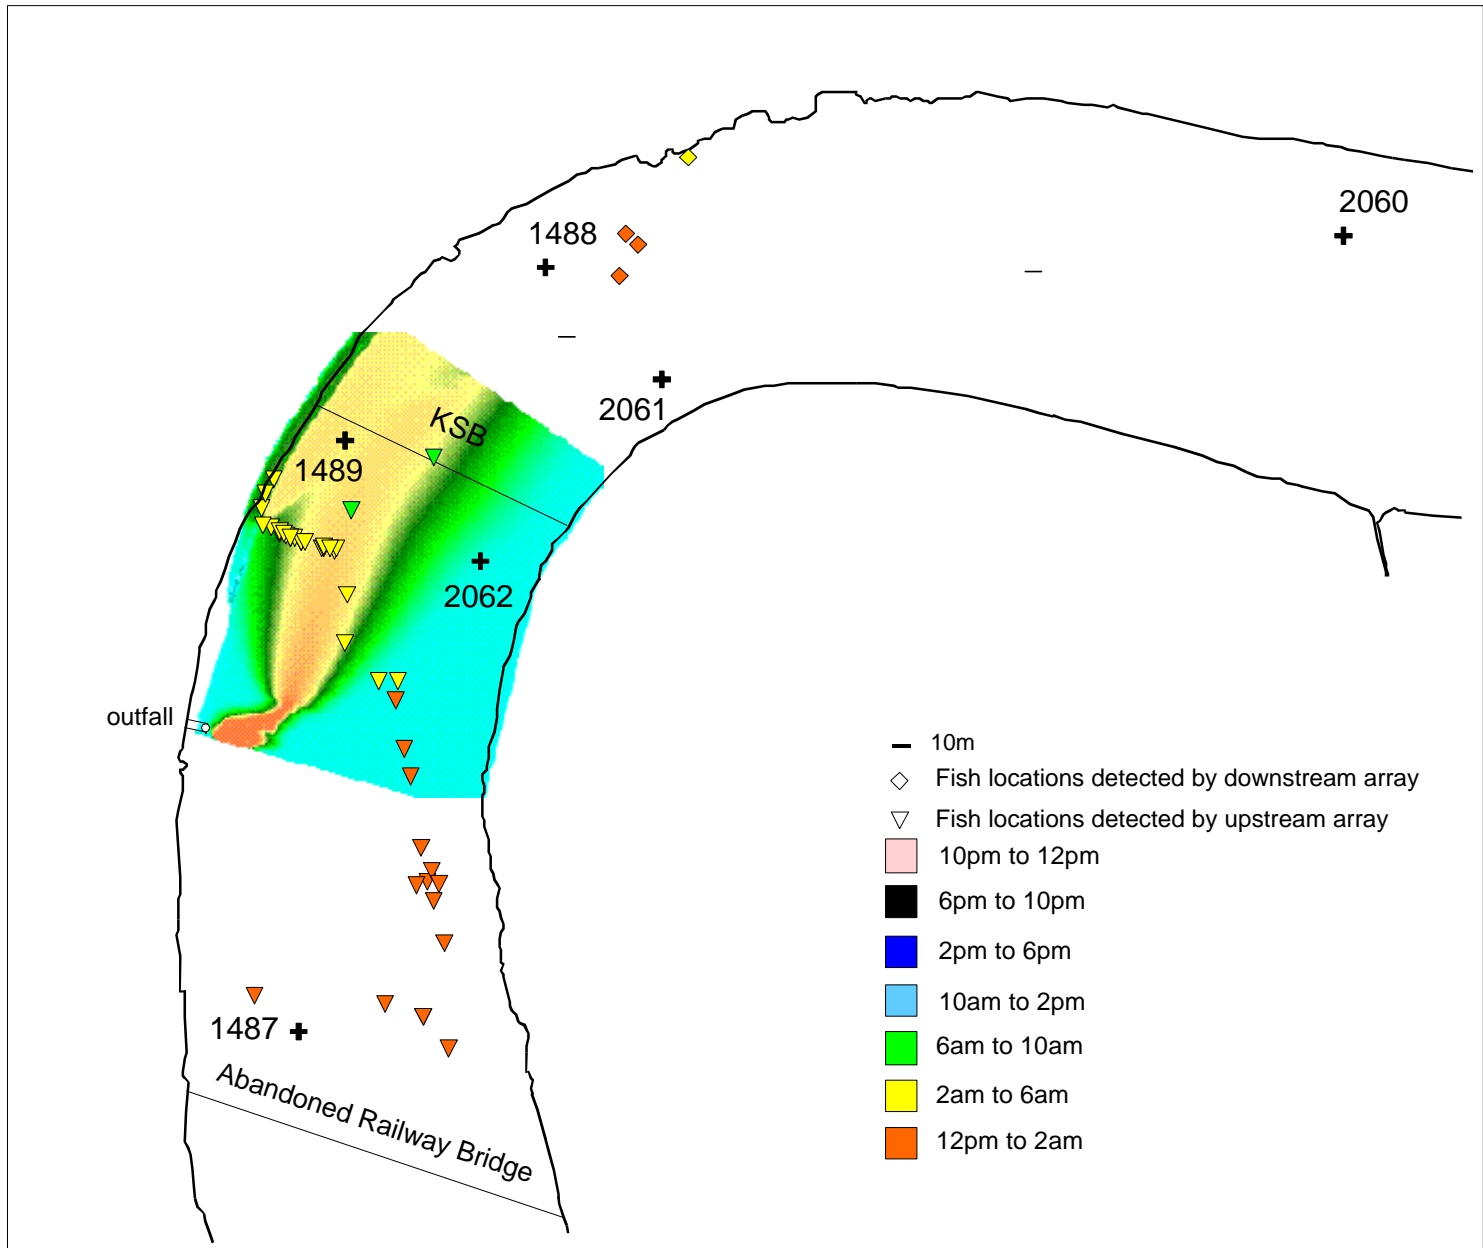 2060
1488
2061
KSB
1489
2062
outfall
10m
Fish locations detected by downstream array
Fish locations detected by upstream array
10pm to 12pm
6pm to 10pm
2pm to 6pm
10am to 2pm
6am to 10am
2am to 6am
12pm to 2am
1487
Abandoned Railway Bridge